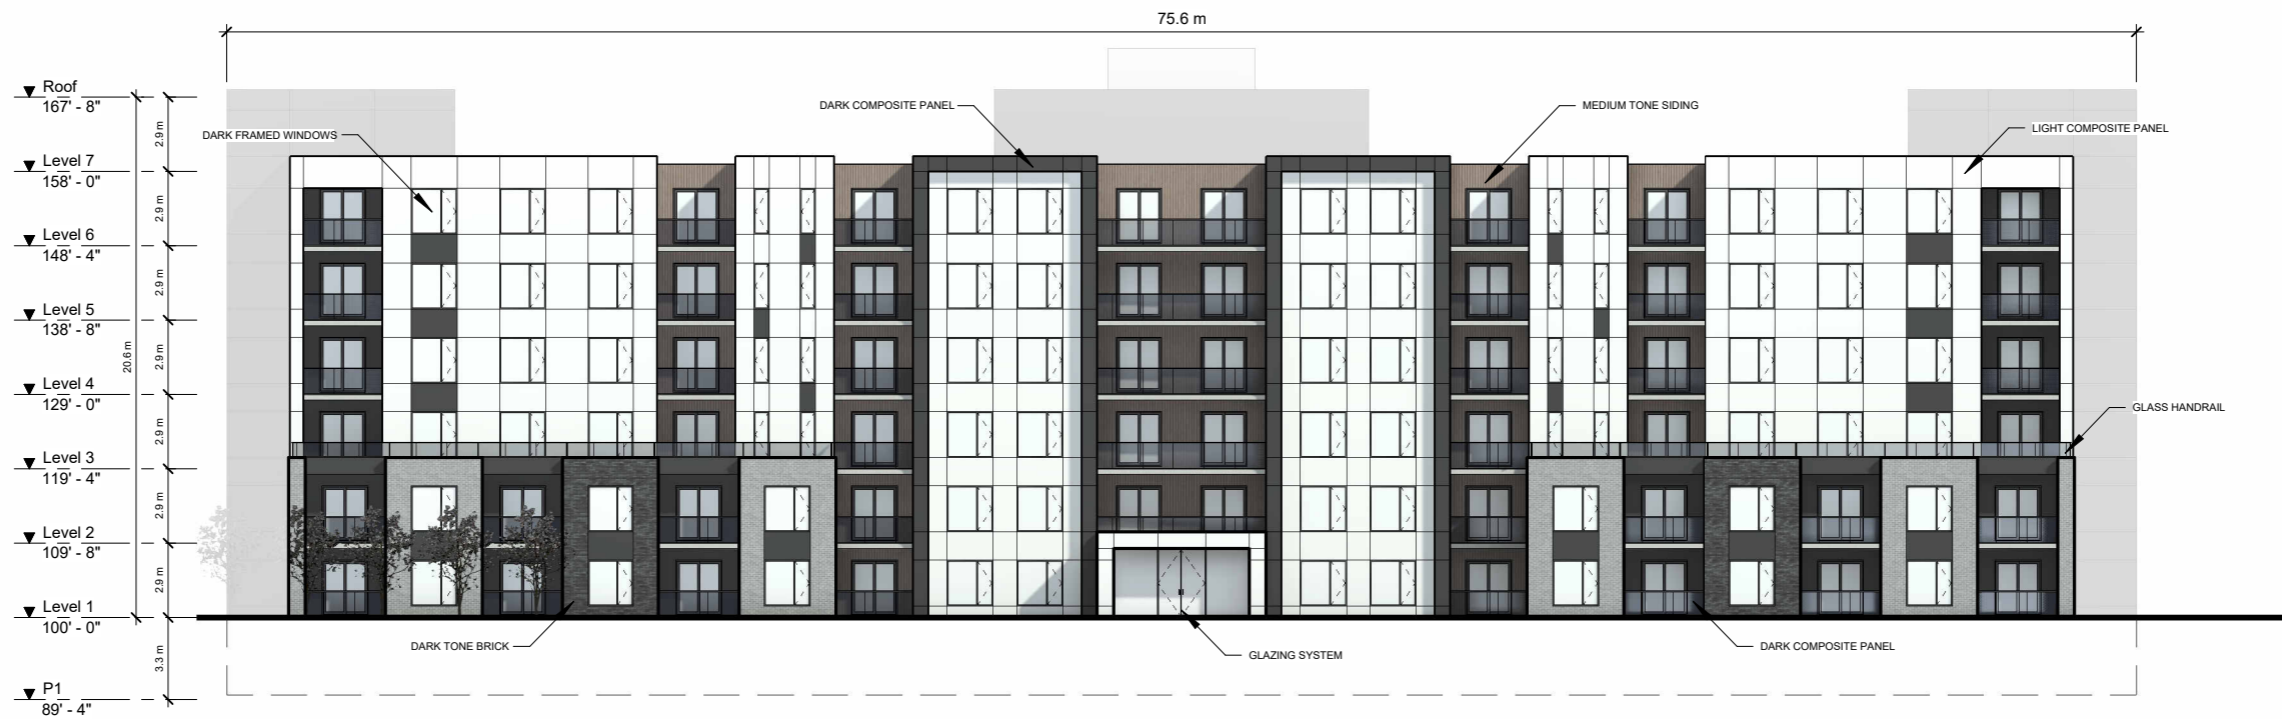 75.6 m
Roof
167' - 8"
2.9 m
DARK COMPOSITE PANEL
MEDIUM TONE SIDING
DARK FRAMED WINDOWS
LIGHT COMPOSITE PANEL
Level 7
158' - 0"
2.9 m
Level 6
148' - 4"
2.9 m
Level 5
138' - 8"
20.6 m
2.9 m
Level 4
129' - 0"
2.9 m
GLASS HANDRAIL
Level 3
119' - 4"
2.9 m
Level 2
109' - 8"
2.9 m
Level 1
100' - 0"
DARK TONE BRICK
GLAZING SYSTEM
DARK COMPOSITE PANEL
3.3 m
P1
89' - 4"